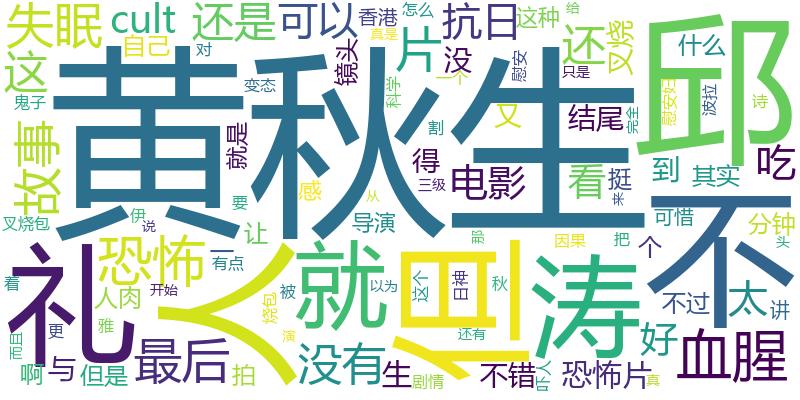 失眠
cult
还是
可以
香港
怎么
抗日
这种
给
真是
自己
对
这
鬼子
变态
镜头
片
没
科学
一个
慰安
只是
还
叉烧
什么
邱
黄秋生
故事
就是
得
电影
割
又
结尾
看
挺
完全
来
慰安妇
波拉
诗
吃
三级
感
要
从
导演
到
其实
叉烧包
伊
说
让
那
因果
把
个
可惜
分钟
头
不
礼
恐怖
一
有点
人
就
但
这个
日神
秋
涛
不过
太
讲
着
人肉
开始
雅
烧包
被
以为
演
还有
而且
更
最后
没有
好
血腥
啊
与
但是
拍
生
剧情
不错
吓人
恐怖片
真